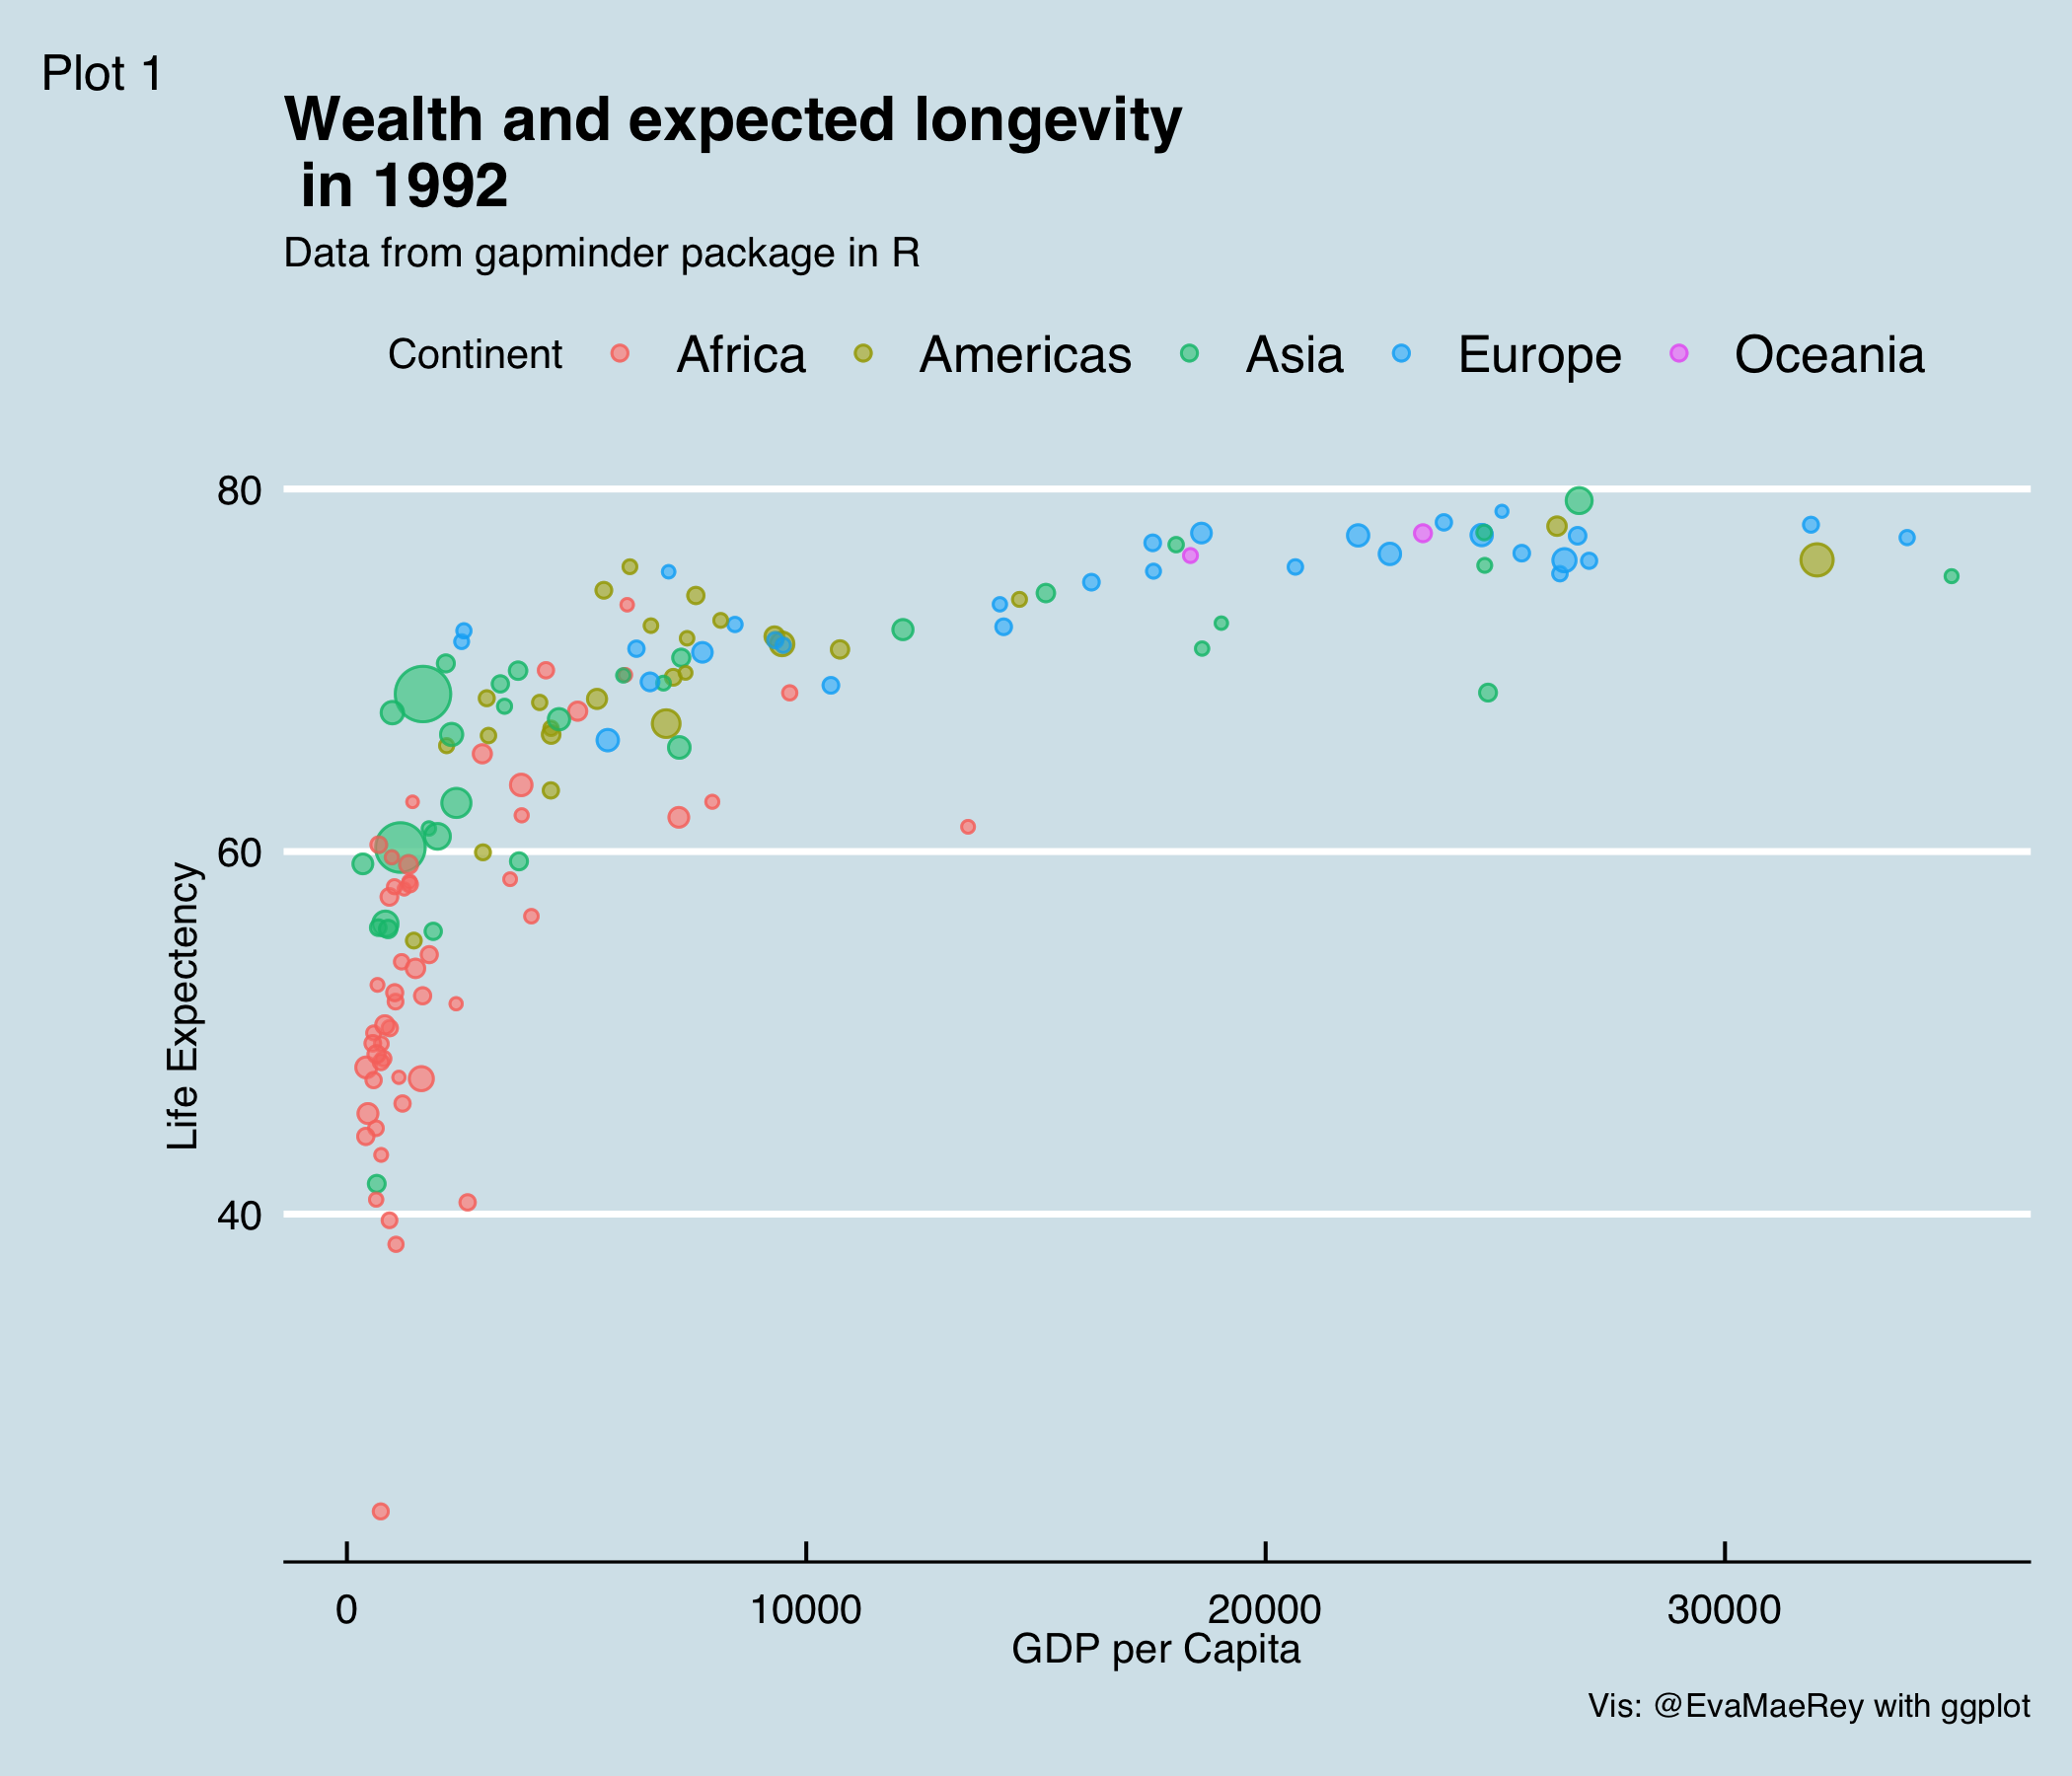 Plot 1
Wealth and expected longevity
in 1992
Data from gapminder package in R
Continent Africa Americas Asia Europe Oceania
80
60
40
Life Expectency
0 10000 20000 30000
GDP per Capita
Vis: @EvaMaeRey with ggplot